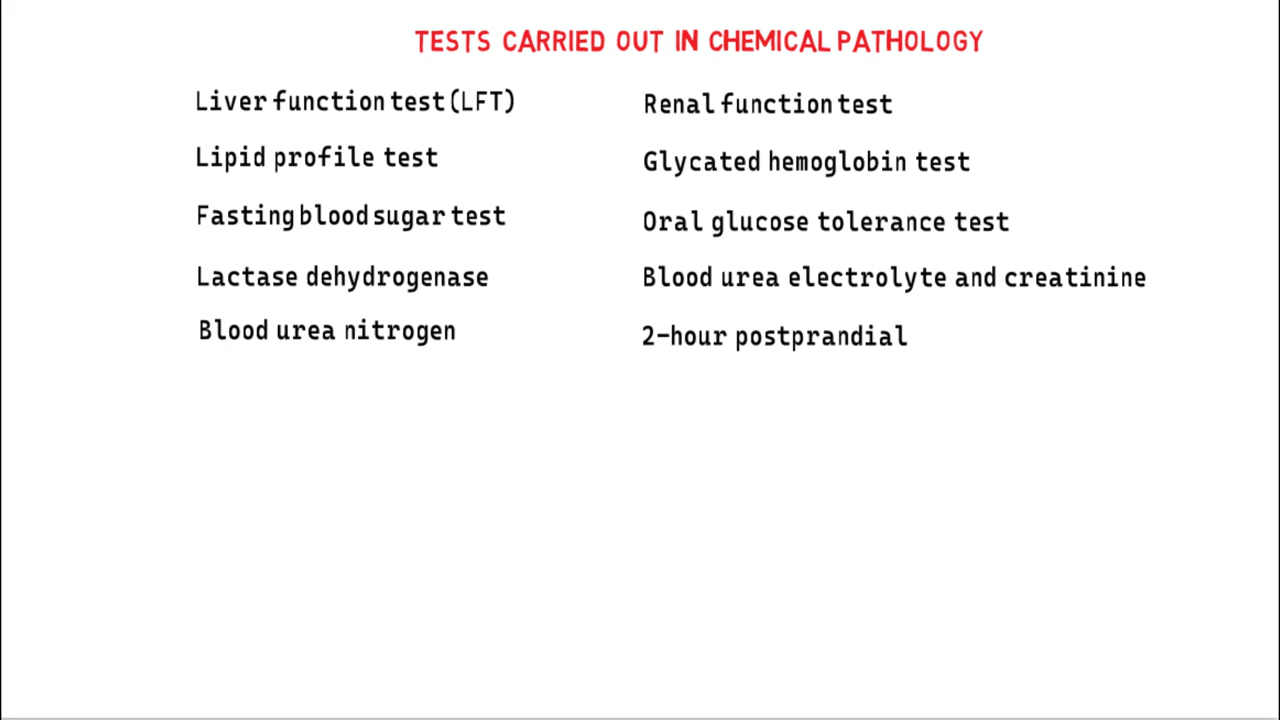 TESTS CARRIED OUT IN CHEMICAL PATHOLOGY
Liver function test (LFT)
Lipid profile test
Fasting blood sugar test
Lactase dehydrogenase
Blood urea nitrogen
Renal function test
Glycated hemoglobin test
Oral glucose tolerance test
Blood urea electrolyte and creatinine
2-hour postprandial